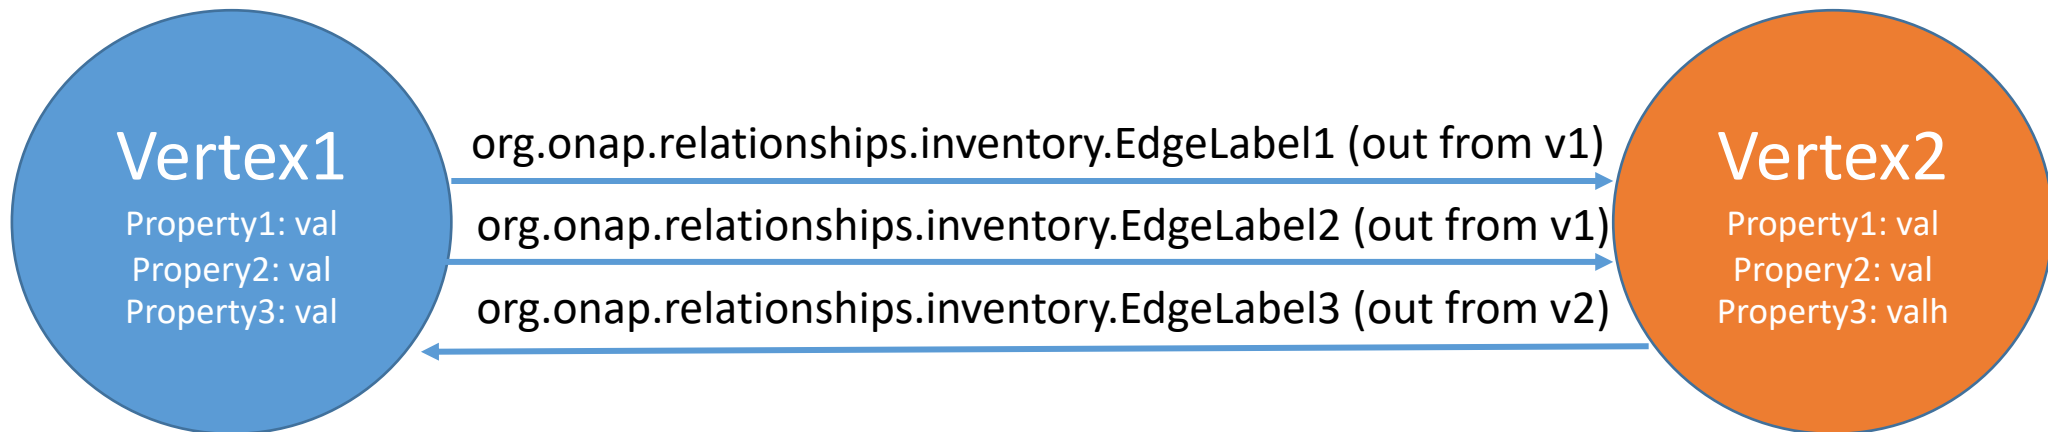 Vertex1
Property1: val
Propery2: val
Property3: val
org.onap.relationships.inventory.EdgeLabel1 (out from v1)
org.onap.relationships.inventory.EdgeLabel2 (out from v1)
org.onap.relationships.inventory.EdgeLabel3 (out from v2)
Vertex2
Property1: val
Propery2: val
Property3: valh